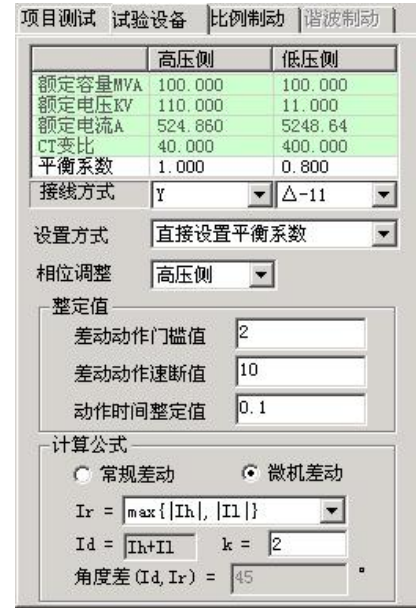 项目测试 试验设备 比例制动 谐波制动
高压侧 低压侧
额定容量MVA 100.000 100.000
额定电压KV 110.000 11.000
额定电流A 524.860 5248.64
CT变比 40.000 400.000
平衡系数 1.000 0.800
接线方式 Y △-11
设置方式 直接设置平衡系数
相位调整 高压侧
整定值
差动动作门槛值 2
差动动作速断值 10
动作时间整定值 0.1
计算公式
常规差动 微机差动
Ir = max{|Ih|, |Il|}
Id = Ih+Il k = 2
角度差(Id, Ir) = 45 °